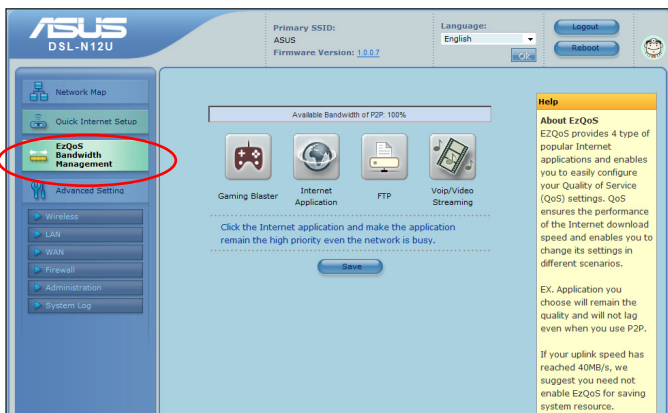 ASUS
DSL-N12U
Primary SSID:
ASUS
Firmware Version: 1.0.0.7
Language:
English
OK
Logout
Reboot
Network Map
Quick Internet Setup
EzQoS
Bandwidth
Management
Advanced Setting
Wireless
LAN
WAN
Firewall
Administration
System Log
Available Bandwidth of P2P: 100%
Gaming Blaster
Internet
Application
FTP
Voip/Video
Streaming
Click the Internet application and make the application
remain the high priority even the network is busy.
Save
Help
About EzQoS
EZQoS provides 4 type of
popular Internet
applications and enables
you to easily configure
your Quality of Service
(QoS) settings. QoS
ensures the performance
of the Internet download
speed and enables you to
change its settings in
different scenarios.
EX. Application you
choose will remain the
quality and will not lag
even when you use P2P.
If your uplink speed has
reached 40MB/s, we
suggest you need not
enable EzQoS for saving
system resource.